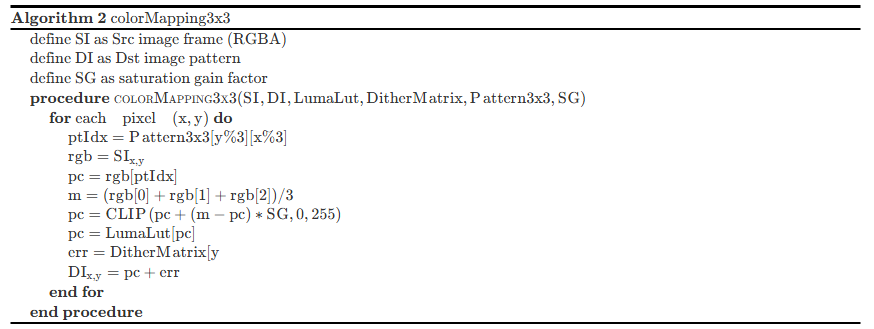 Algorithm 2 colorMapping3x3
define SI as Src image frame (RGBA)
define DI as Dst image pattern
define SG as saturation gain factor
procedure COLORMAPPING3X3(SI, DI, LumaLut, DitherMatrix, Pattern3x3, SG)
for each pixel (x, y) do
ptIdx = Pattern3x3[y%3][x%3]
rgb = SIx,y
pc = rgb[ptIdx]
m = (rgb[0] + rgb[1] + rgb[2])/3
pc = CLIP(pc + (m − pc) ∗ SG, 0, 255)
pc = LumaLut[pc]
err = DitherMatrix[y
DIx,y = pc + err
end for
end procedure